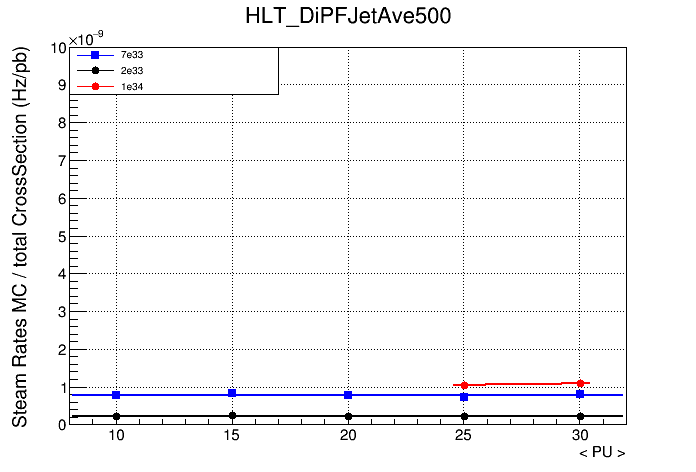 HLT_DiPFJetAve500
×10⁻⁹
Steam Rates MC / total CrossSection (Hz/pb)
7e33
2e33
1e34
10
9
8
7
6
5
4
3
2
1
0
10 15 20 25 30
< PU >